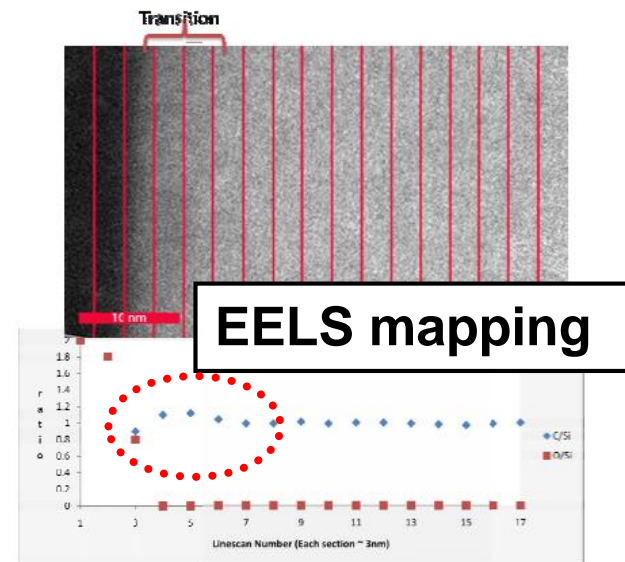 Transition
10 nm
EELS mapping
2
1.8
1.6
1.4
1.2
1
0.8
0.6
0.4
0.2
0
ratio
1 3 5 7 9 11 13 15 17
C/Si
O/Si
Linescan Number (Each section ~ 3nm)